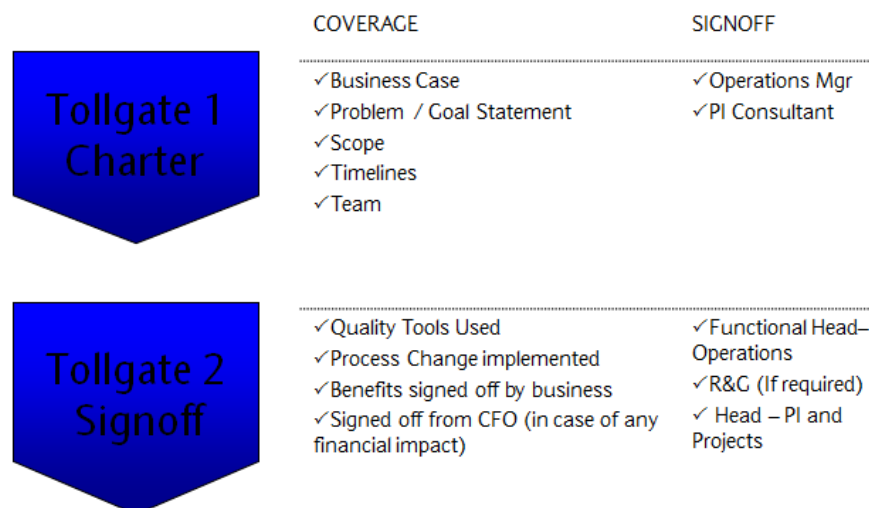 COVERAGE SIGNOFF
Tollgate 1
Charter
✓Business Case
✓Problem / Goal Statement
✓Scope
✓Timelines
✓Team
✓Operations Mgr
✓PI Consultant
Tollgate 2
Signoff
✓Quality Tools Used
✓Process Change implemented
✓Benefits signed off by business
✓Signed off from CFO (in case of any
financial impact)
✓Functional Head–
Operations
✓R&G (If required)
✓ Head – PI and
Projects